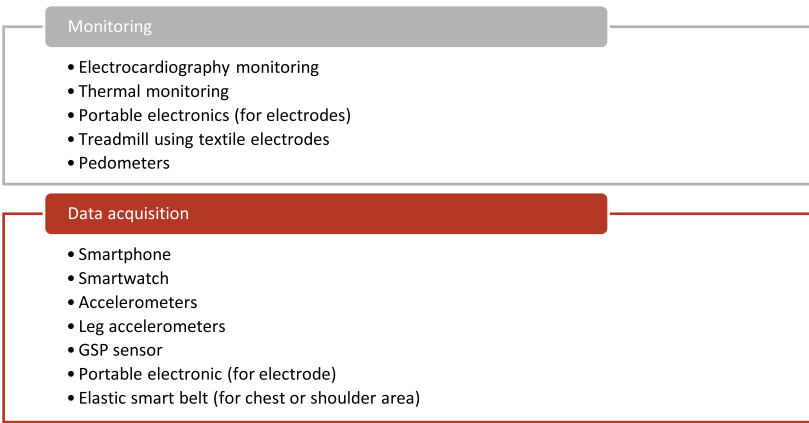 Monitoring
• Electrocardiography monitoring
• Thermal monitoring
• Portable electronics (for electrodes)
• Treadmill using textile electrodes
• Pedometers
Data acquisition
• Smartphone
• Smartwatch
• Accelerometers
• Leg accelerometers
• GSP sensor
• Portable electronic (for electrode)
• Elastic smart belt (for chest or shoulder area)